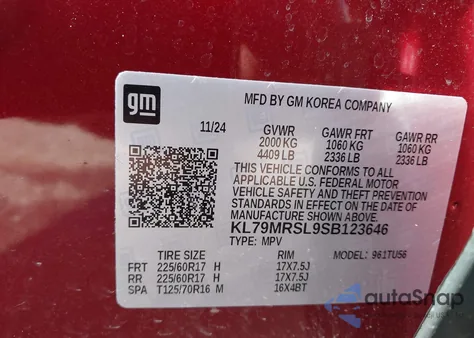 gm
MFD BY GM KOREA COMPANY
11/24 GVWR GAWR FRT GAWR RR
2000 KG 1060 KG 1060 KG
4409 LB 2336 LB 2336 LB
THIS VEHICLE CONFORMS TO ALL
APPLICABLE U.S. FEDERAL MOTOR
VEHICLE SAFETY AND THEFT PREVENTION
STANDARDS IN EFFECT ON THE DATE OF
MANUFACTURE SHOWN ABOVE.
KL79MRSL9SB123646
TYPE: MPV MODEL: 961TU56
TIRE SIZE RIM
FRT 225/60R17 H 17X7.5J
RR 225/60R17 H 17X7.5J
SPA T125/70R16 M 16X4BT
autoSnap